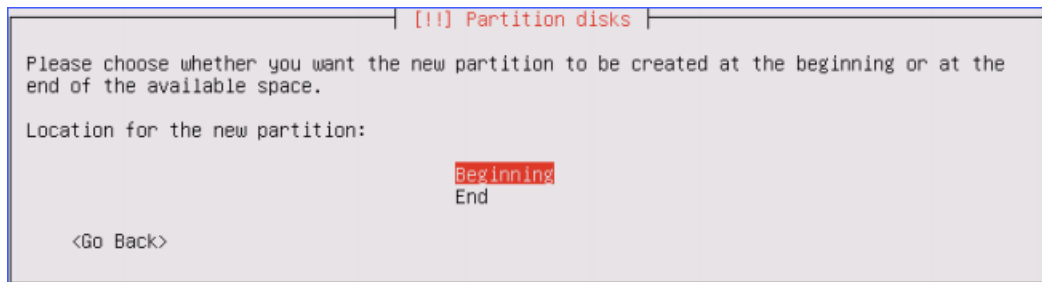 [!!] Partition disks
Please choose whether you want the new partition to be created at the beginning or at the
end of the available space.
Location for the new partition:
Beginning
End
<Go Back>